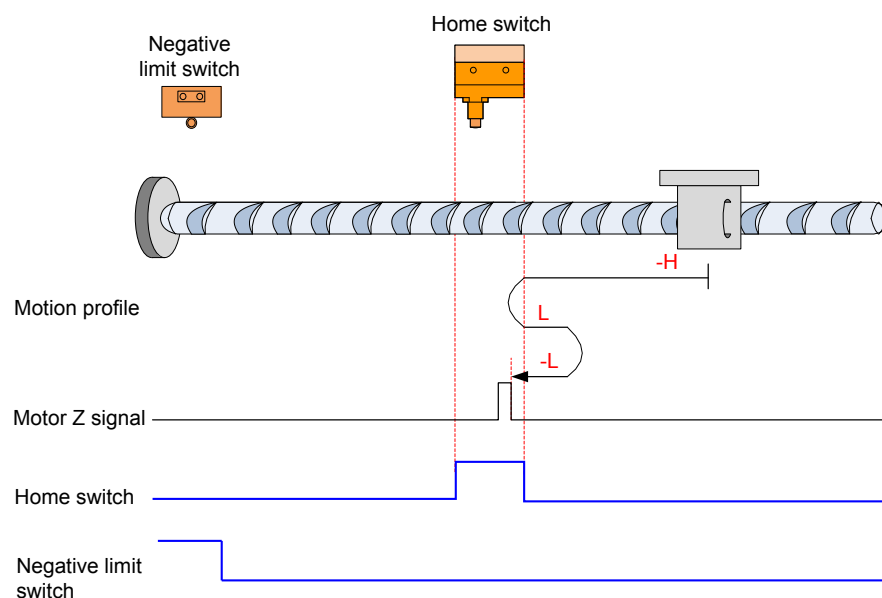 Home switch
Negative
limit switch
-H
Motion profile
L
-L
Motor Z signal
Home switch
Negative limit
switch